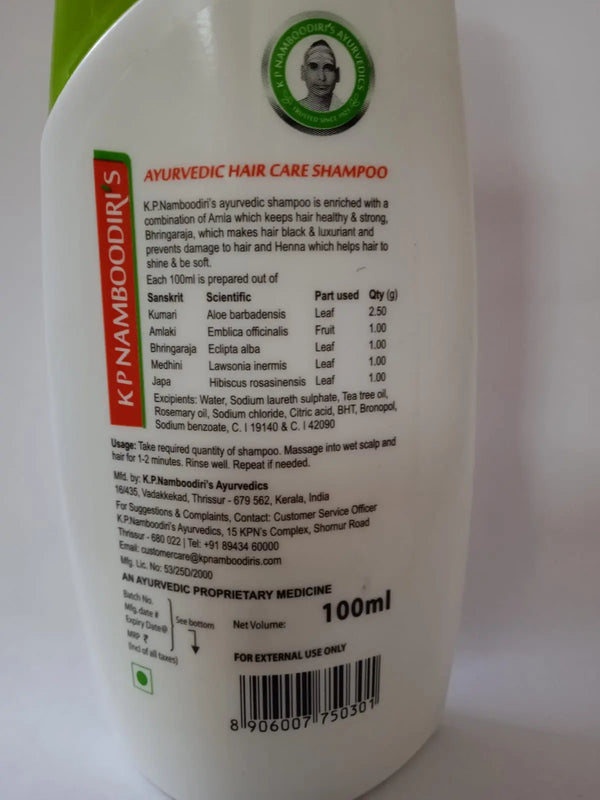 K P NAMBOODIRI'S AYURVEDICS
TRUSTED SINCE 1925
K P NAMBOODIRI'S
AYURVEDIC HAIR CARE SHAMPOO
K.P.Namboodiri's ayurvedic shampoo is enriched with a
combination of Amla which keeps hair healthy & strong,
Bhringaraja, which makes hair black & luxuriant and
prevents damage to hair and Henna which helps hair to
shine & be soft.
Each 100ml is prepared out of
Sanskrit Scientific Part used Qty (g)
Kumari Aloe barbadensis Leaf 2.50
Amlaki Emblica officinalis Fruit 1.00
Bhringaraja Eclipta alba Leaf 1.00
Medhini Lawsonia inermis Leaf 1.00
Japa Hibiscus rosasinensis Leaf 1.00
Excipients: Water, Sodium laureth sulphate, Tea tree oil,
Rosemary oil, Sodium chloride, Citric acid, BHT, Bronopol,
Sodium benzoate, C. I 19140 & C. I 42090
Usage: Take required quantity of shampoo. Massage into wet scalp and
hair for 1-2 minutes. Rinse well. Repeat if needed.
Mfd. by: K.P.Namboodiri's Ayurvedics
16/435, Vadakkekad, Thrissur - 679 562, Kerala, India
For Suggestions & Complaints, Contact: Customer Service Officer
K.P.Namboodiri's Ayurvedics, 15 KPN's Complex, Shornur Road
Thrissur - 680 022 | Tel: +91 89434 60000
Email: customercare@kpnamboodiris.com
Mfg. Lic. No: 53/25D/2000
AN AYURVEDIC PROPRIETARY MEDICINE
Batch No.
Mfg. date #
Expiry Date@
MRP ₹
(Incl of all taxes)
See bottom
Net Volume: 100ml
FOR EXTERNAL USE ONLY
8 906007 750301